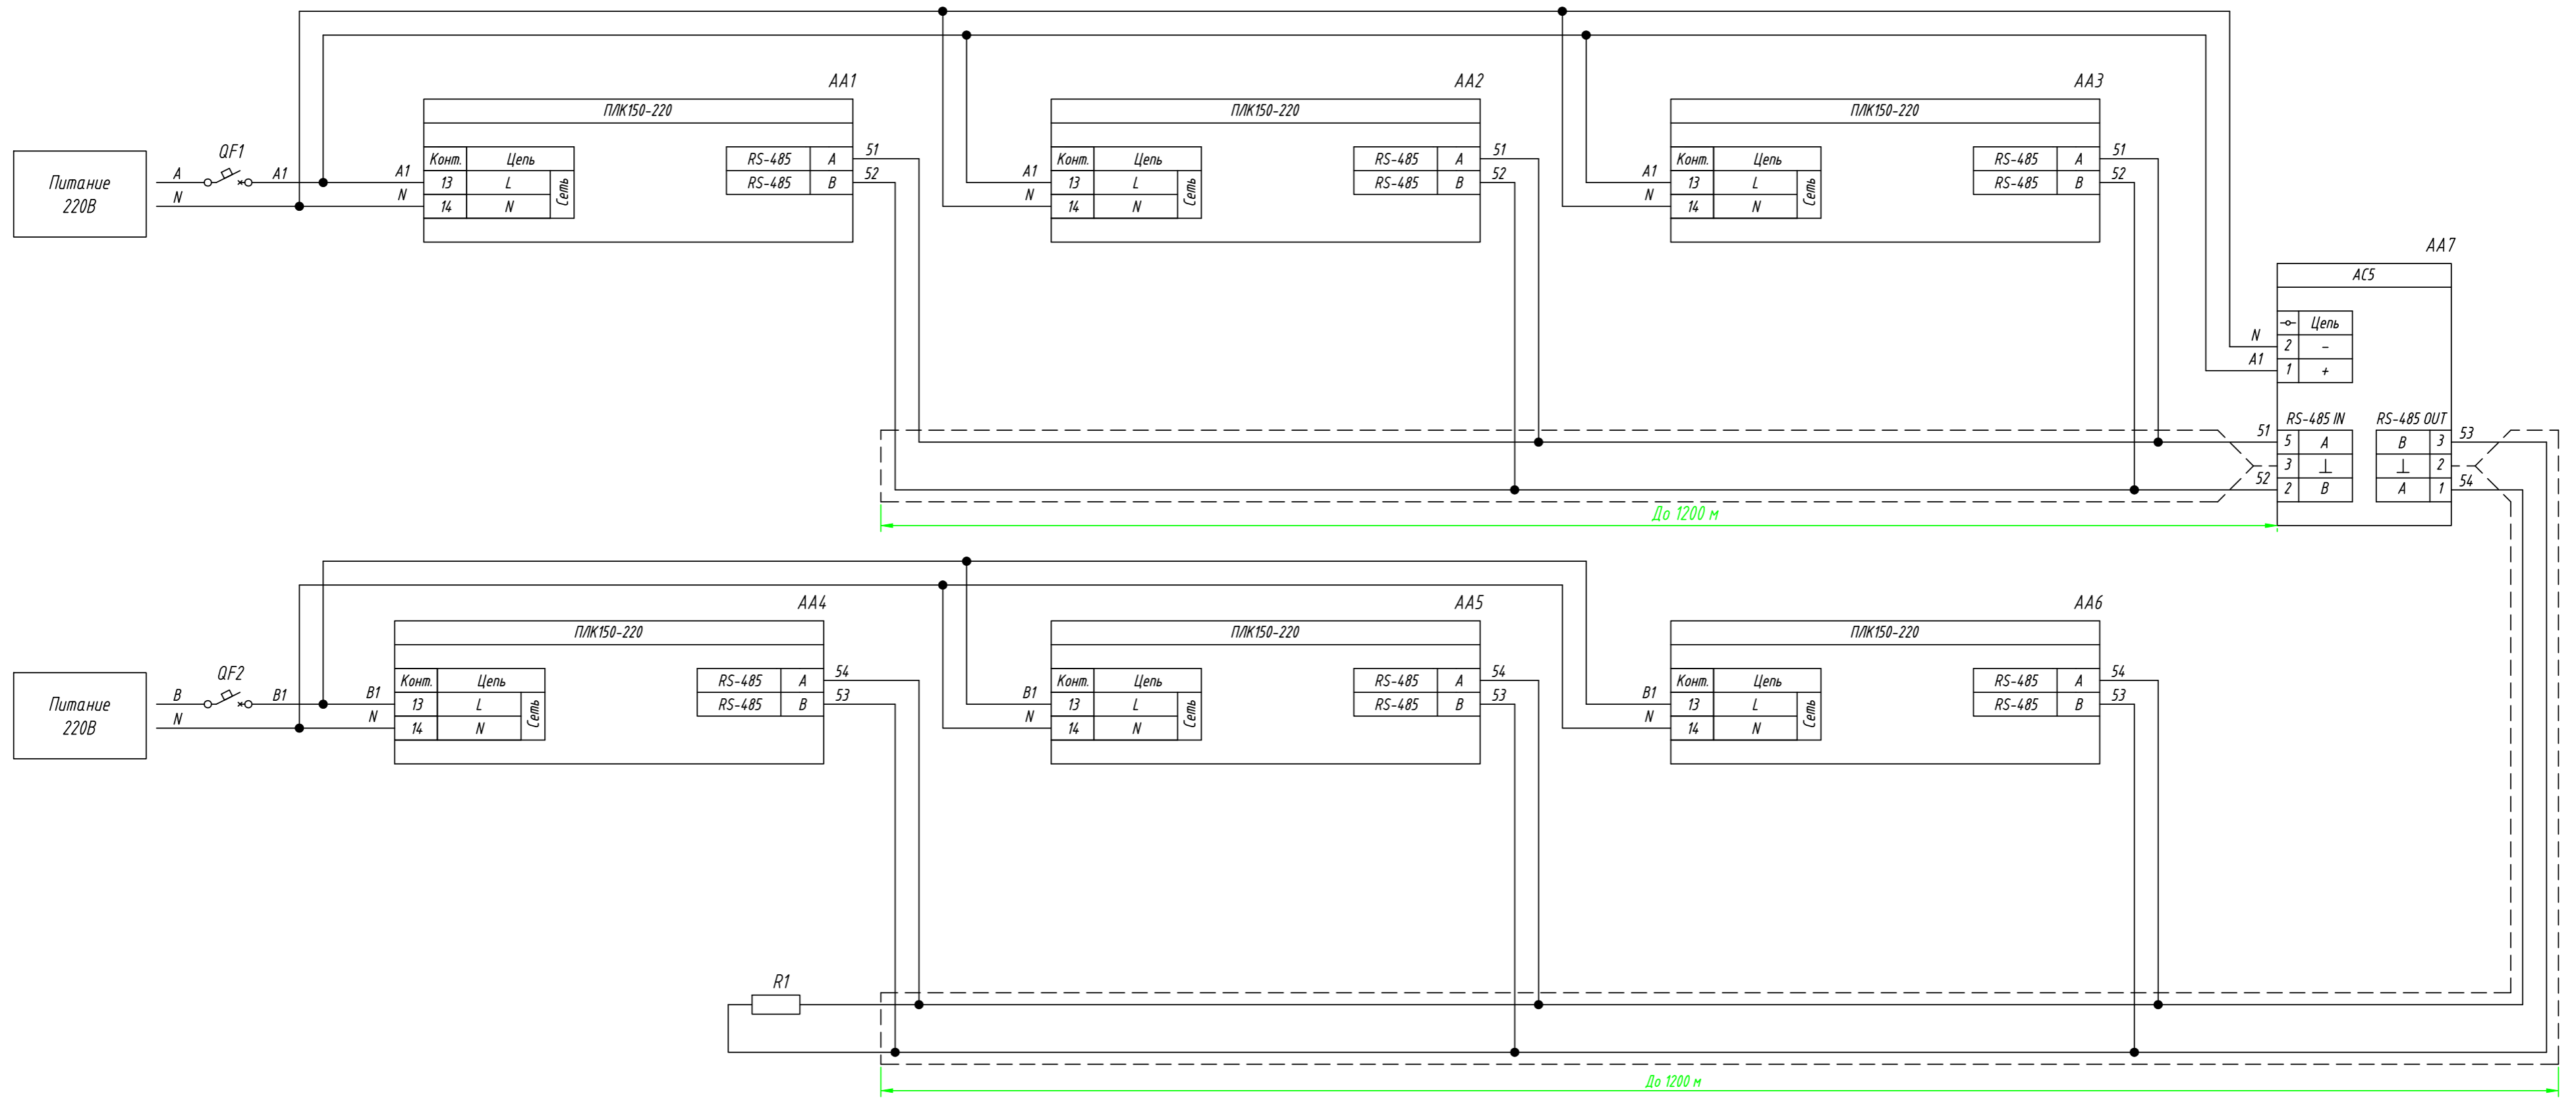 AA1
AA2
AA3
ПЛК150-220
ПЛК150-220
ПЛК150-220
Питание
220В
A
QF1
A1
N
A1
N
Конт. Цепь
13 L
14 N
Сеть
RS-485 A
RS-485 B
51
52
A1
N
Конт. Цепь
13 L
14 N
Сеть
RS-485 A
RS-485 B
51
52
A1
N
Конт. Цепь
13 L
14 N
Сеть
RS-485 A
RS-485 B
51
52
AA7
AC5
Цепь
N
2 –
A1
1 +
RS-485 IN
RS-485 OUT
51
5 A
3 ⊥
52
2 B
B 3
53
⊥ 2
A 1
54
До 1200 м
AA4
AA5
AA6
ПЛК150-220
ПЛК150-220
ПЛК150-220
Питание
220В
B
QF2
B1
N
B1
N
Конт. Цепь
13 L
14 N
Сеть
RS-485 A
RS-485 B
54
53
B1
N
Конт. Цепь
13 L
14 N
Сеть
RS-485 A
RS-485 B
54
53
B1
N
Конт. Цепь
13 L
14 N
Сеть
RS-485 A
RS-485 B
54
53
R1
До 1200 м